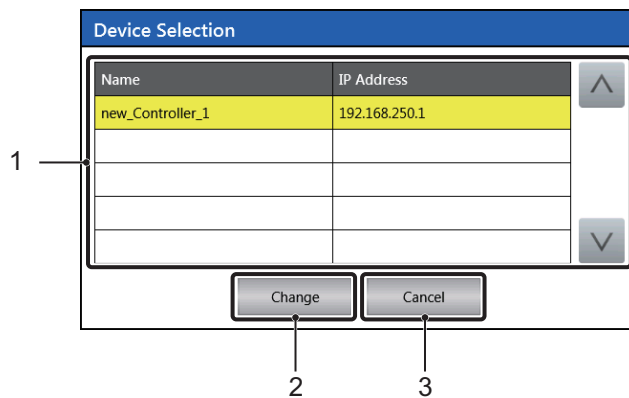 Device Selection
Name IP Address
new_Controller_1 192.168.250.1
1
Change Cancel
2 3